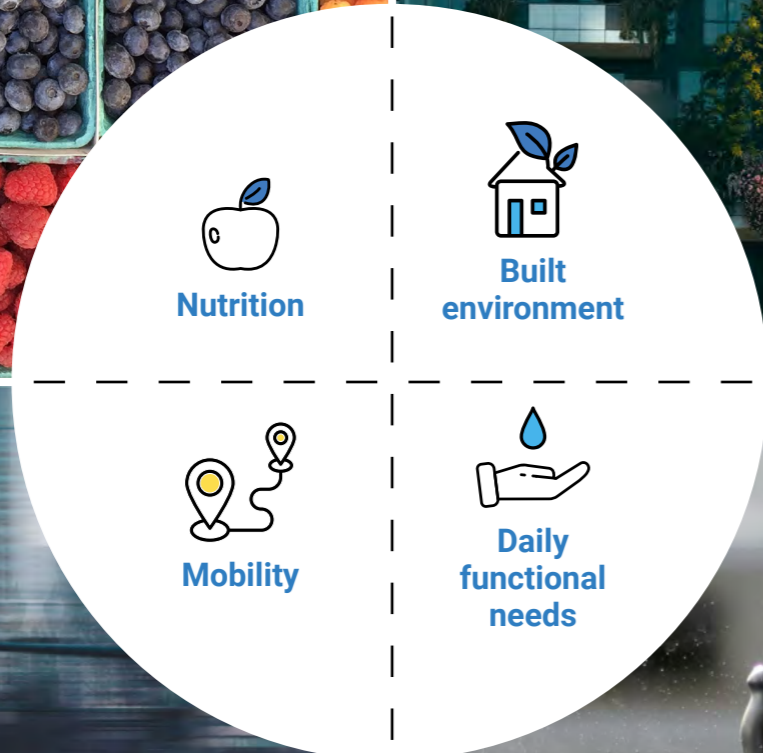 Nutrition
Built
environment
Mobility
Daily
functional
needs